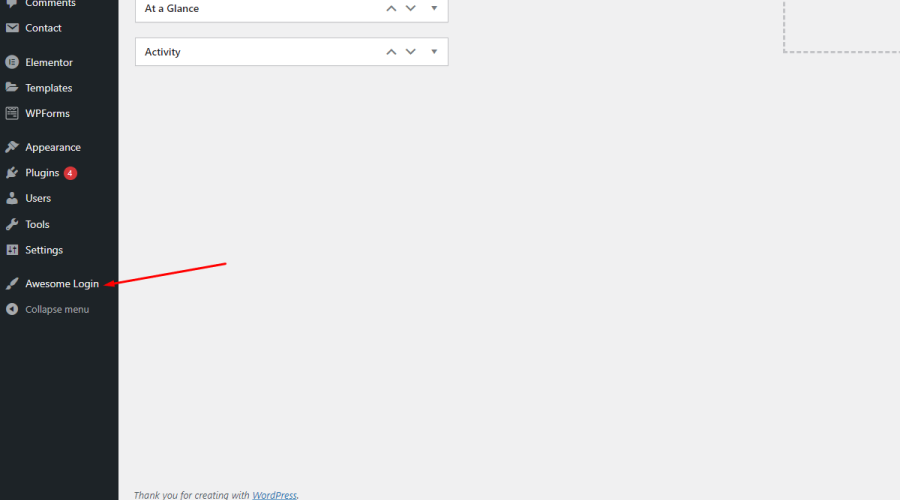 Comments
Contact
Elementor
Templates
WPForms
Appearance
Plugins 4
Users
Tools
Settings
Awesome Login
Collapse menu
At a Glance
Activity
Thank you for creating with WordPress.